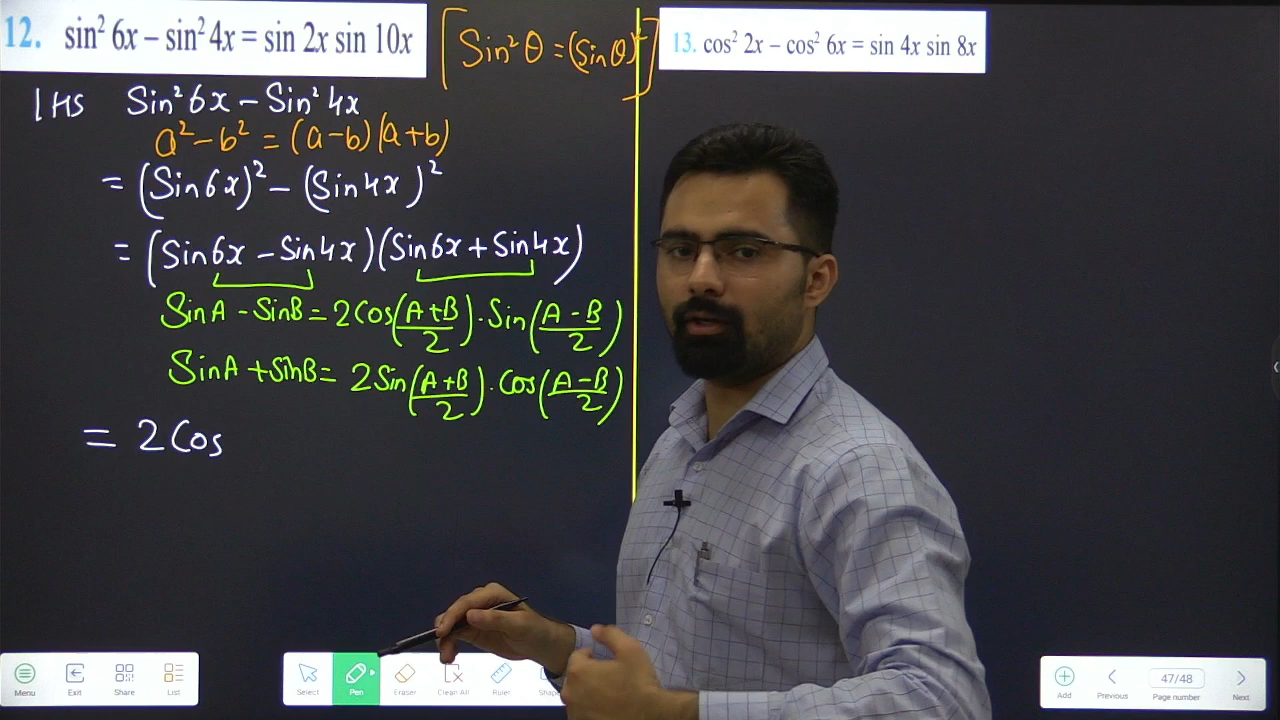 12. sin² 6x – sin² 4x = sin 2x sin 10x
[Sin²θ = (Sinθ)²]
13. cos² 2x – cos² 6x = sin 4x sin 8x
LHS Sin²6x – Sin²4x
a² – b² = (a–b)(a+b)
= (Sin6x)² – (Sin4x)²
= (Sin6x – Sin4x)(Sin6x + Sin4x)
SinA – SinB = 2Cos(A+B/2)·Sin(A–B/2)
SinA + SinB = 2Sin(A+B/2)·Cos(A–B/2)
= 2Cos
Menu Exit Share List Select Pen Eraser Clean All Ruler Add Previous 47/48 Page number Next